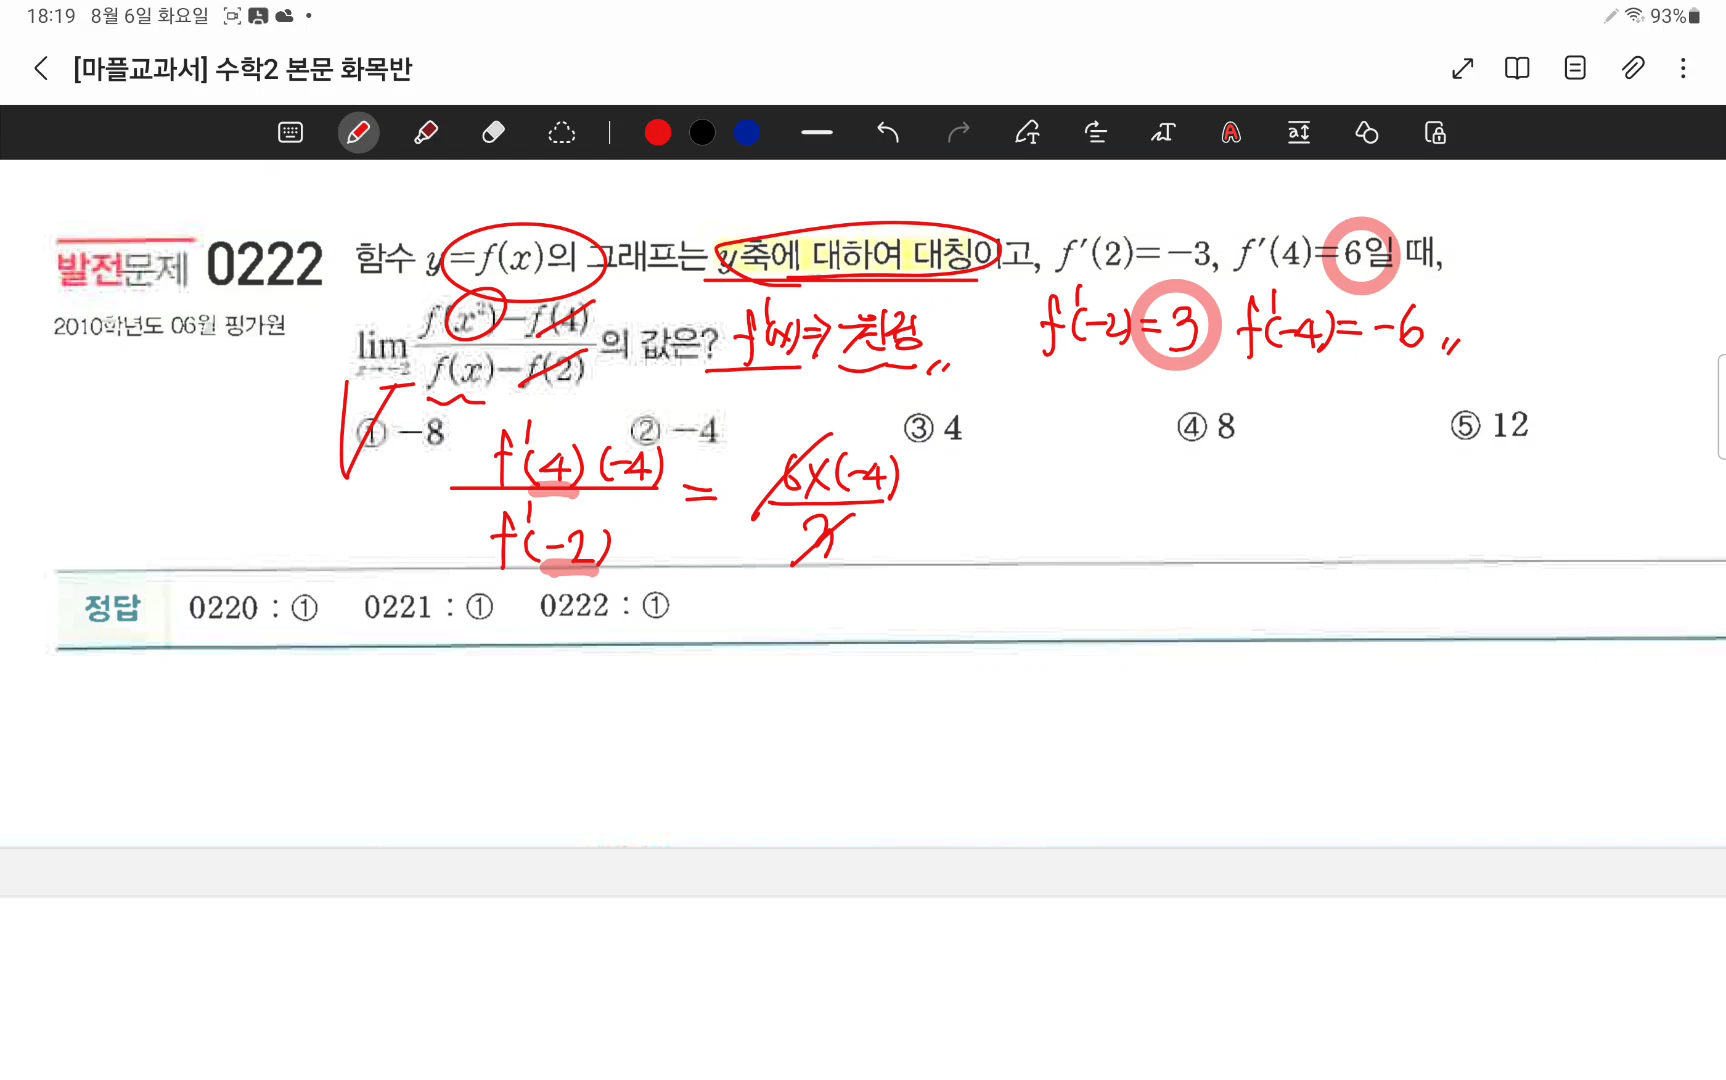 18:19 8월 6일 화요일 93%
[마플교과서] 수학2 본문 화목반
발전문제 0222 함수 y=f(x)의 그래프는 y축에 대하여 대칭이고, f′(2)=−3, f′(4)=6일 때,
2010학년도 06월 평가원
lim x→−2 f(x²)−f(4) / f(x)−f(2) 의 값은?
f′(x) ⇒ 원점 〃
f′(−2)=3 f′(−4)=−6 〃
① −8 ② −4 ③ 4 ④ 8 ⑤ 12
f′(4)(−4) / f′(−2) = 6×(−4) / 3
정답 0220 : ① 0221 : ① 0222 : ①